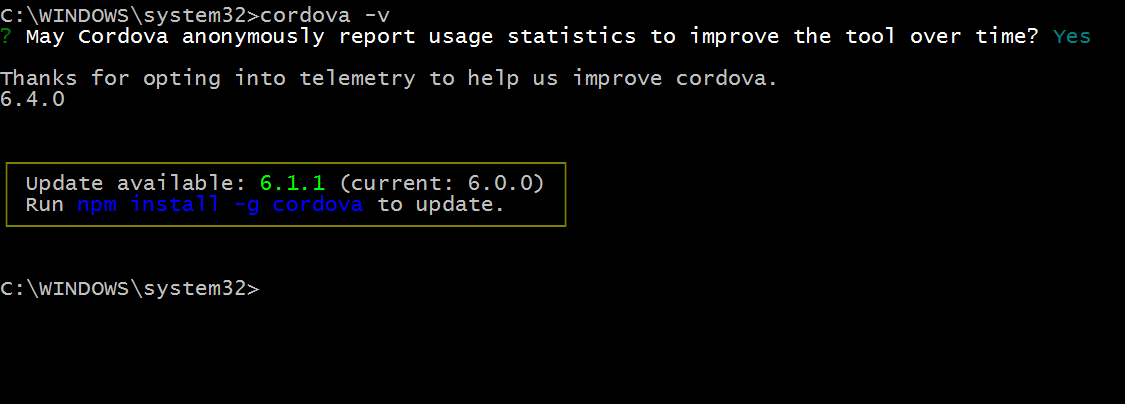 C:\WINDOWS\system32>cordova -v
? May Cordova anonymously report usage statistics to improve the tool over time? Yes
Thanks for opting into telemetry to help us improve cordova.
6.4.0
Update available: 6.1.1 (current: 6.0.0)
Run npm install -g cordova to update.
C:\WINDOWS\system32>